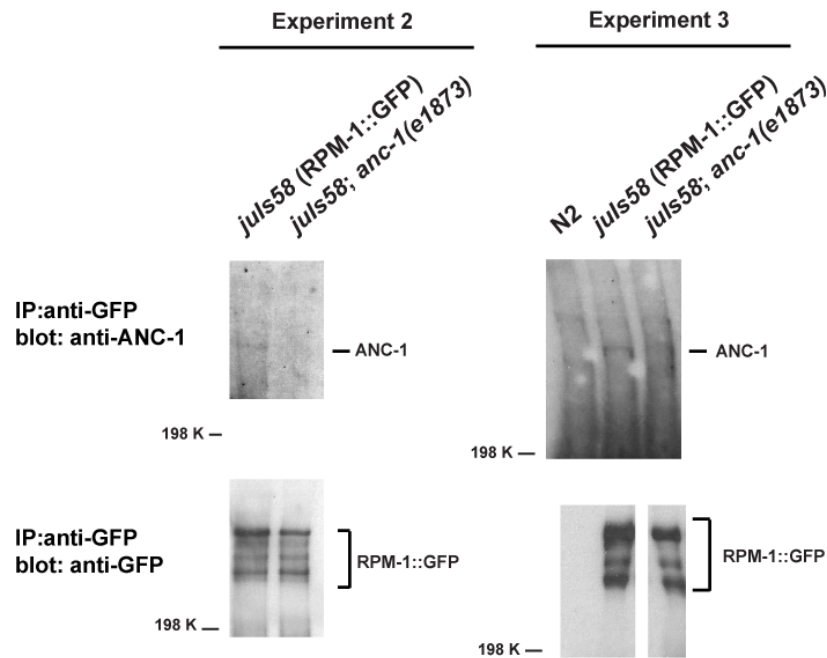 Experiment 2
Experiment 3
juIs58 (RPM-1::GFP)
juIs58; anc-1(e1873)
N2
juIs58 (RPM-1::GFP)
juIs58; anc-1(e1873)
IP:anti-GFP
blot: anti-ANC-1
ANC-1
ANC-1
198 K
198 K
IP:anti-GFP
blot: anti-GFP
RPM-1::GFP
RPM-1::GFP
198 K
198 K